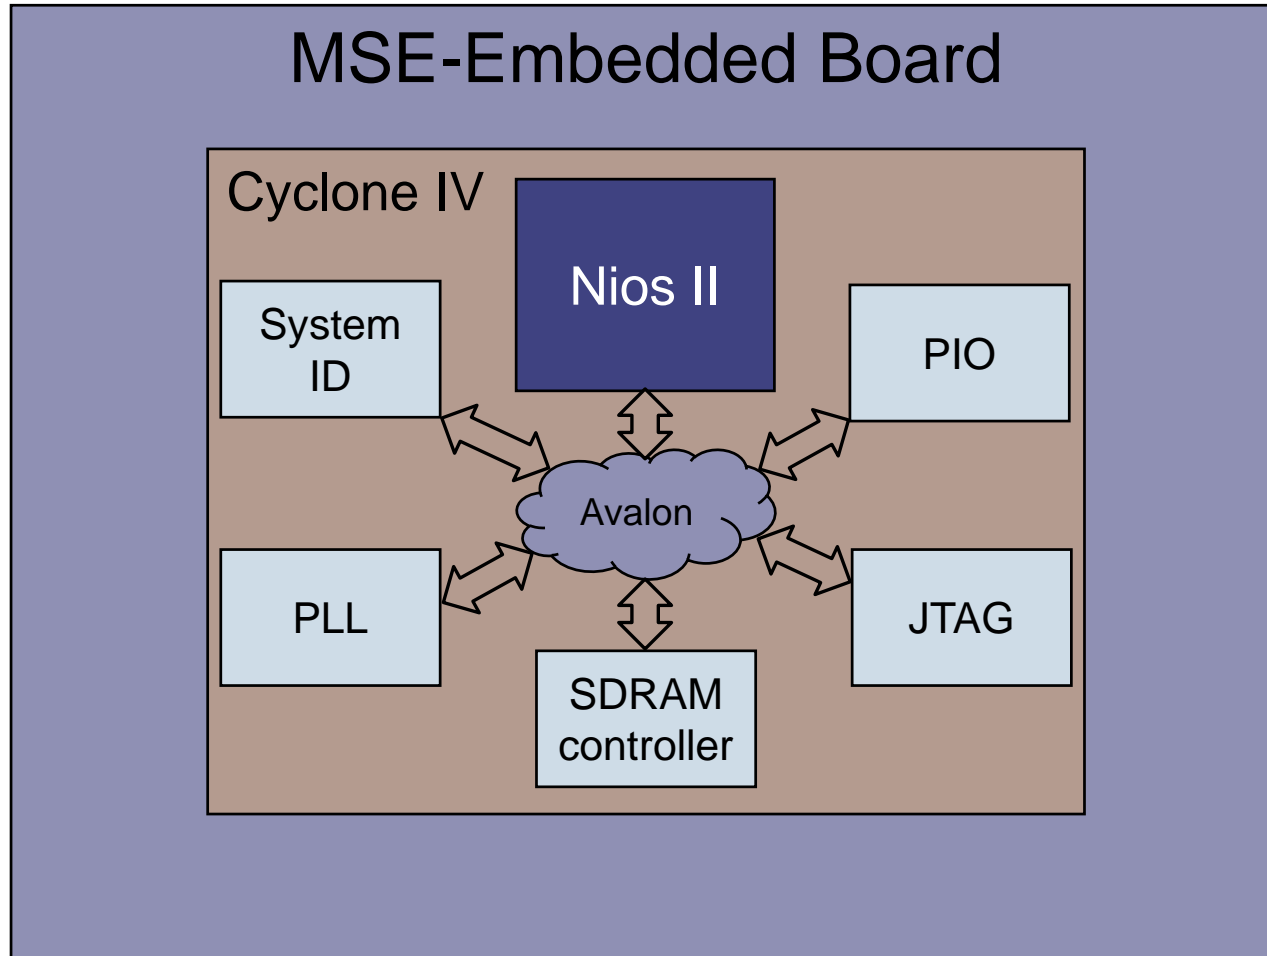 MSE-Embedded Board
Cyclone IV
Nios II
System
ID
PIO
Avalon
PLL
JTAG
SDRAM
controller